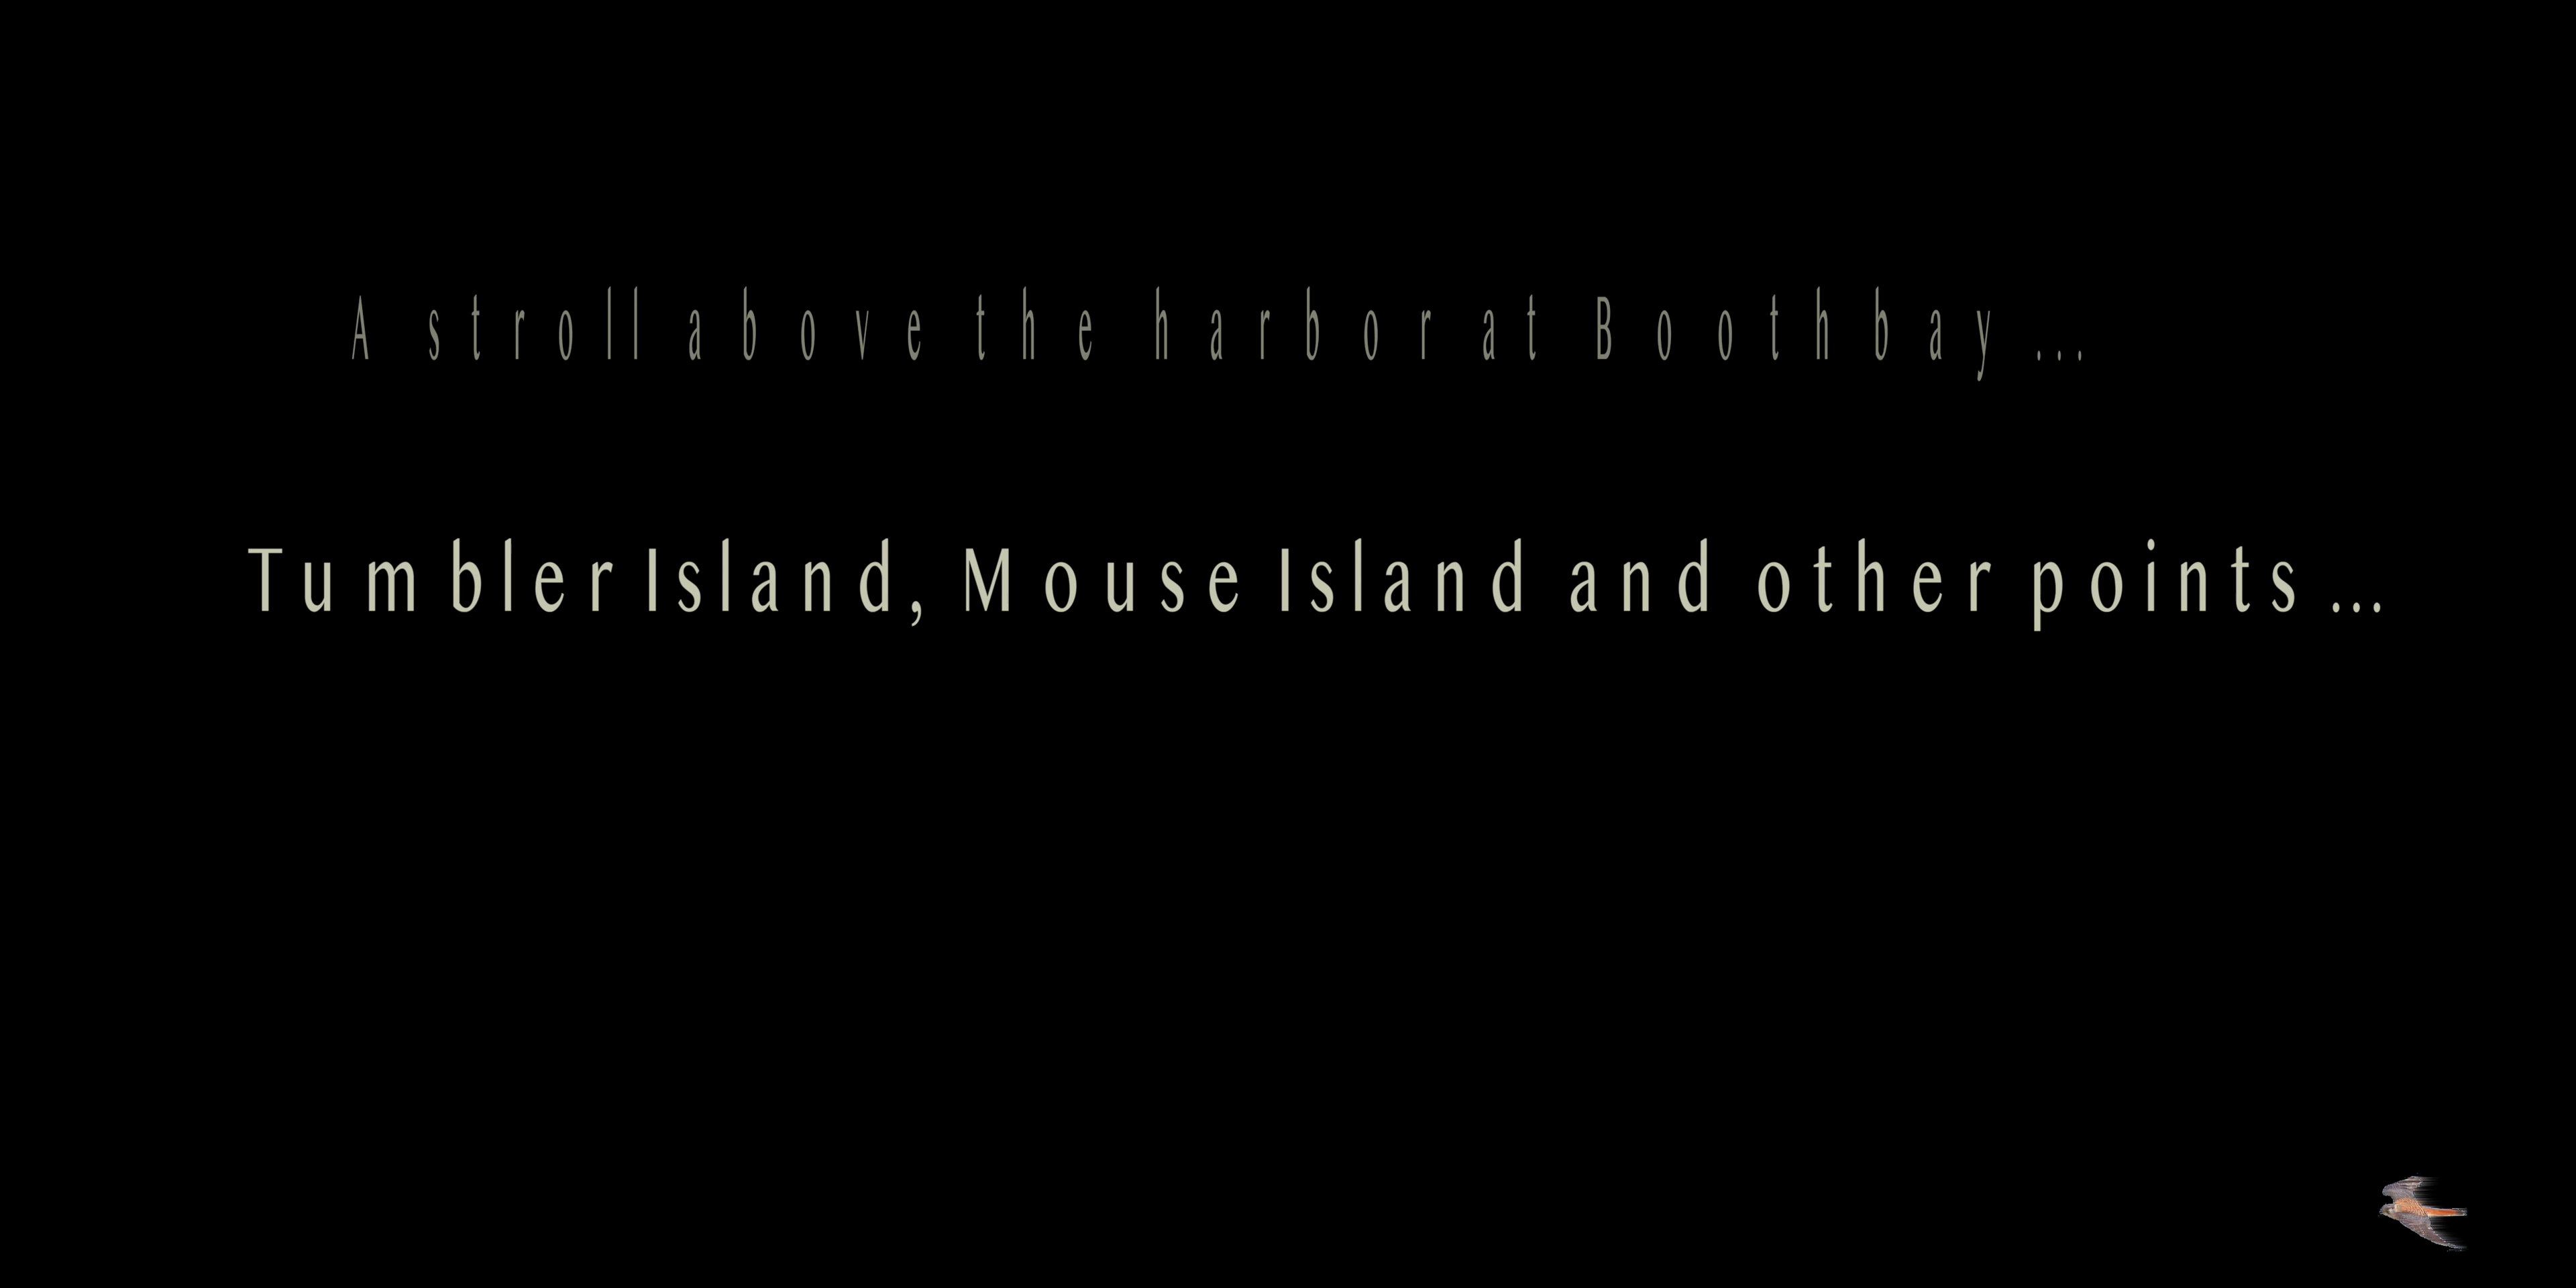 A stroll above the harbor at Boothbay ...
Tumbler Island, Mouse Island and other points ...